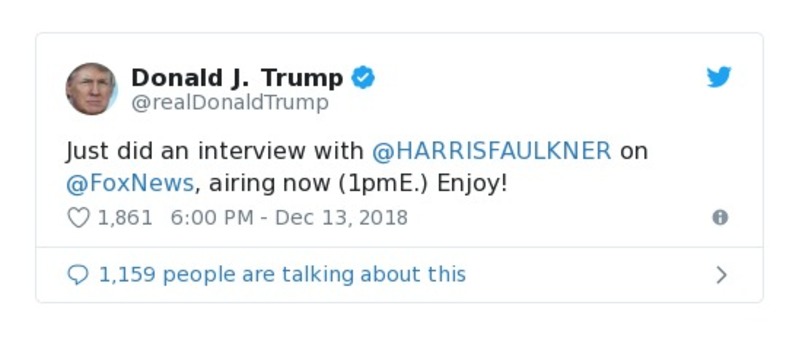 Donald J. Trump
@realDonaldTrump
Just did an interview with @HARRISFAULKNER on
@FoxNews, airing now (1pmE.) Enjoy!
1,861 6:00 PM - Dec 13, 2018
1,159 people are talking about this